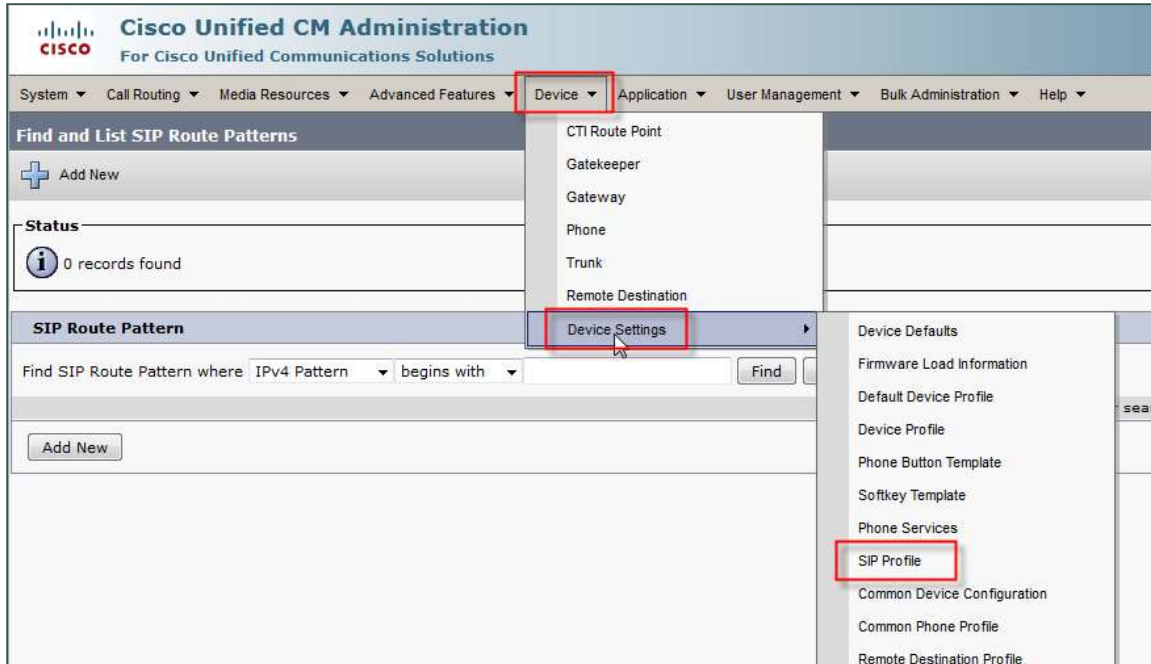 CISCO
Cisco Unified CM Administration
For Cisco Unified Communications Solutions
System Call Routing Media Resources Advanced Features Device Application User Management Bulk Administration Help
Find and List SIP Route Patterns
Add New
Status
0 records found
SIP Route Pattern
Find SIP Route Pattern where IPv4 Pattern begins with Find
Add New
CTI Route Point
Gatekeeper
Gateway
Phone
Trunk
Remote Destination
Device Settings
Device Defaults
Firmware Load Information
Default Device Profile
Device Profile
Phone Button Template
Softkey Template
Phone Services
SIP Profile
Common Device Configuration
Common Phone Profile
Remote Destination Profile